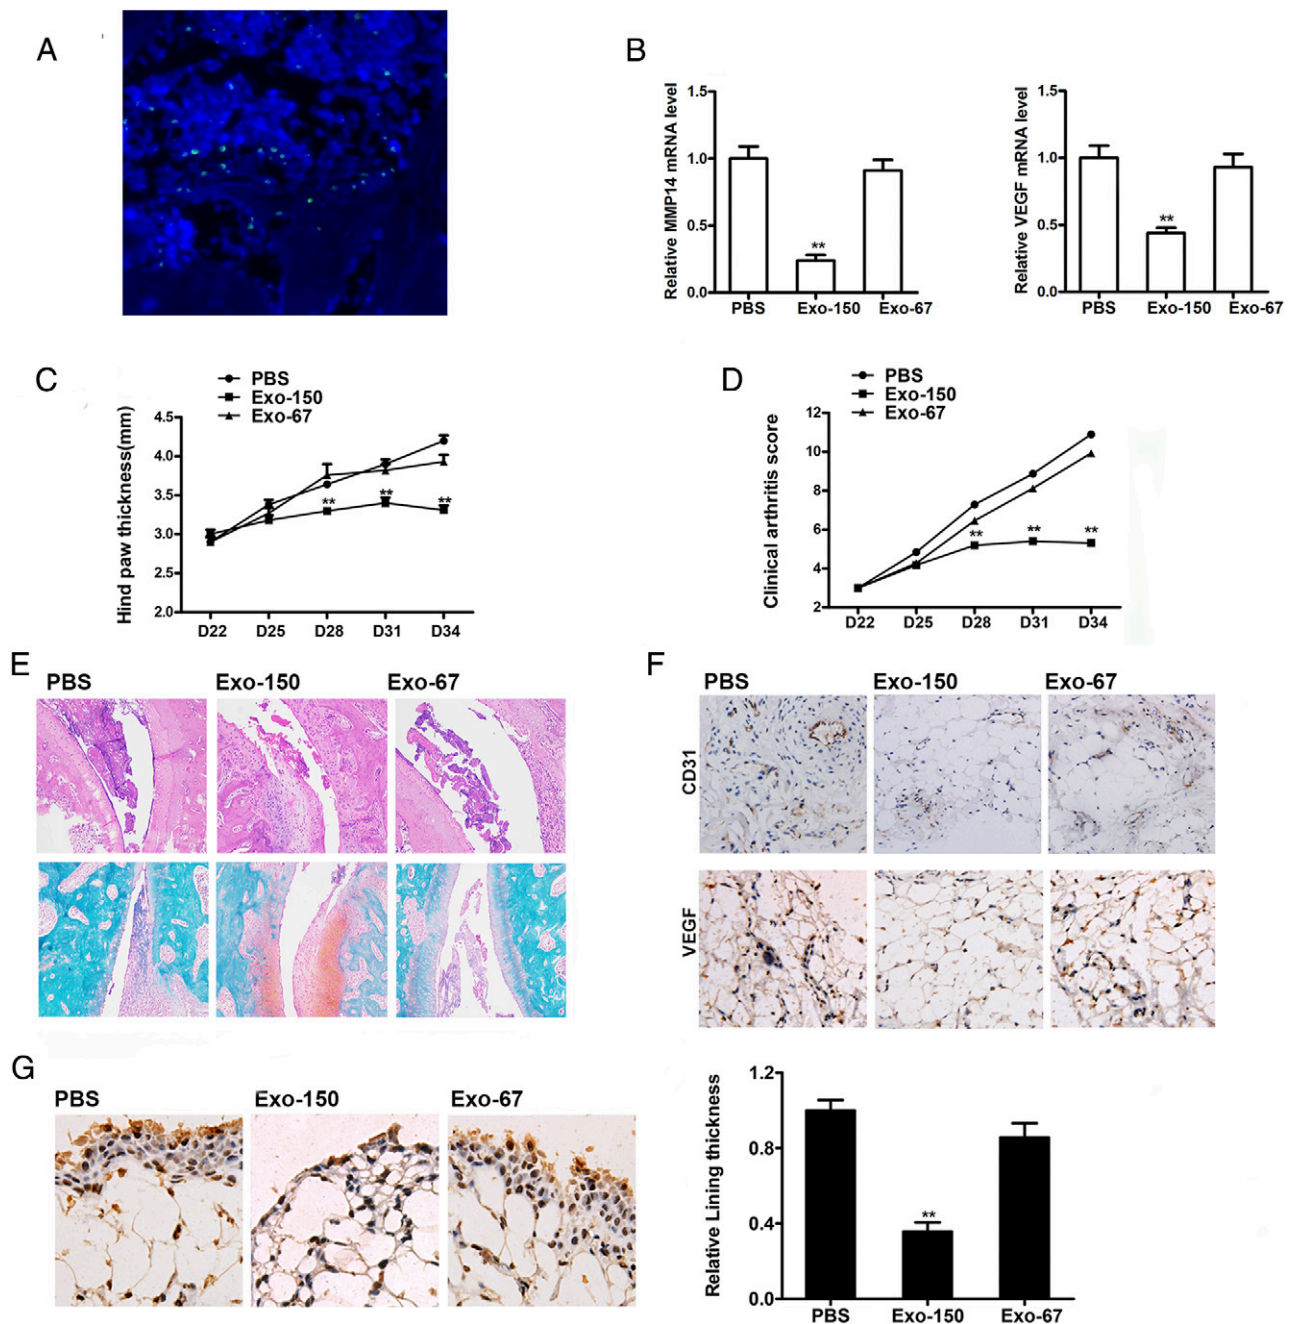 A
B
Relative MMP14 mRNA level
1.5
1.0
0.5
0.0
**
PBS Exo-150 Exo-67
Relative VEGF mRNA level
1.5
1.0
0.5
0.0
**
PBS Exo-150 Exo-67
C
PBS
Exo-150
Exo-67
Hind paw thickness(mm)
4.5
4.0
3.5
3.0
2.5
2.0
** ** **
D22 D25 D28 D31 D34
D
PBS
Exo-150
Exo-67
Clinical arthritis score
12
10
8
6
4
2
** ** **
D22 D25 D28 D31 D34
E
PBS Exo-150 Exo-67
F
PBS Exo-150 Exo-67
CD31
VEGF
G
PBS Exo-150 Exo-67
Relative Lining thickness
1.2
0.8
0.4
0.0
**
PBS Exo-150 Exo-67